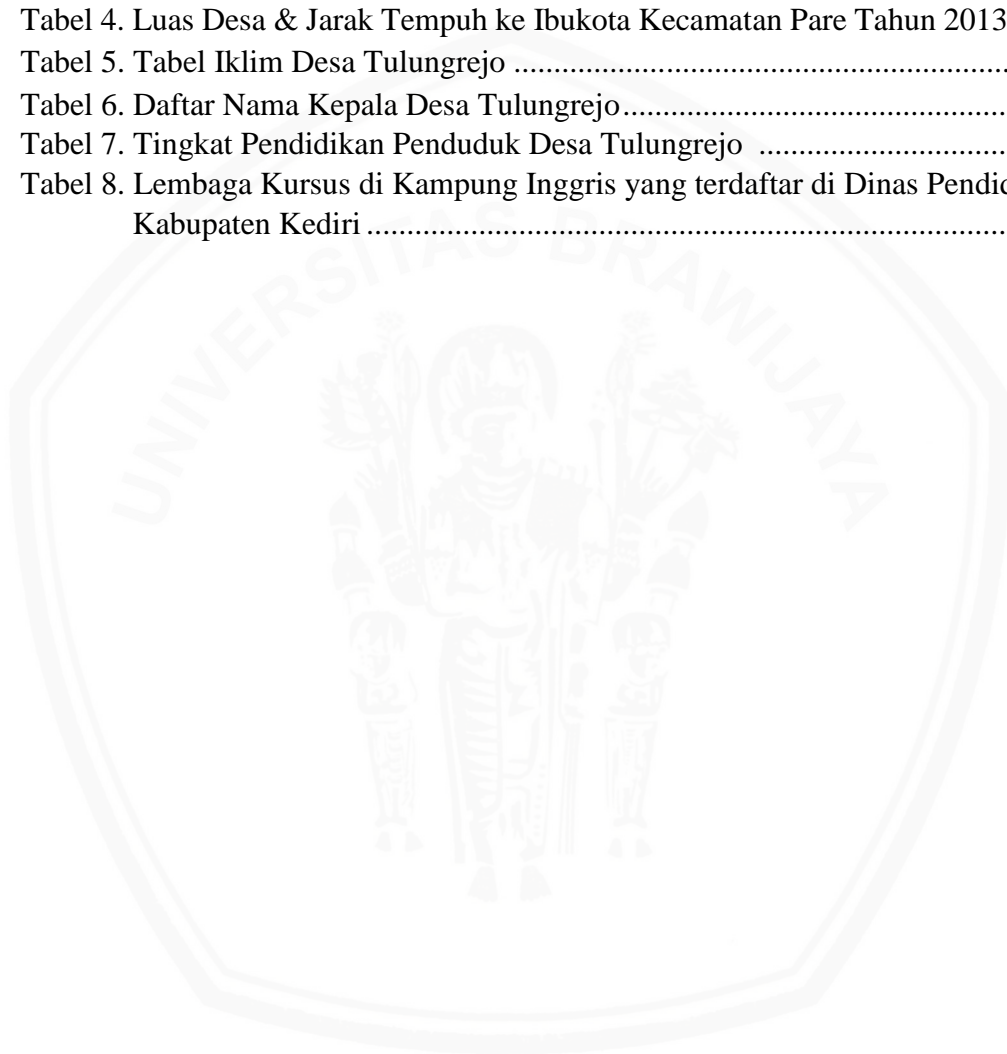 Tabel 4. Luas Desa & Jarak Tempuh ke Ibukota Kecamatan Pare Tahun 2013
Tabel 5. Tabel Iklim Desa Tulungrejo ............................................................
Tabel 6. Daftar Nama Kepala Desa Tulungrejo...............................................
Tabel 7. Tingkat Pendidikan Penduduk Desa Tulungrejo ..............................
Tabel 8. Lembaga Kursus di Kampung Inggris yang terdaftar di Dinas
Kabupaten Kediri ..............................................................................
UNIVERSITAS BRAWIJAYA